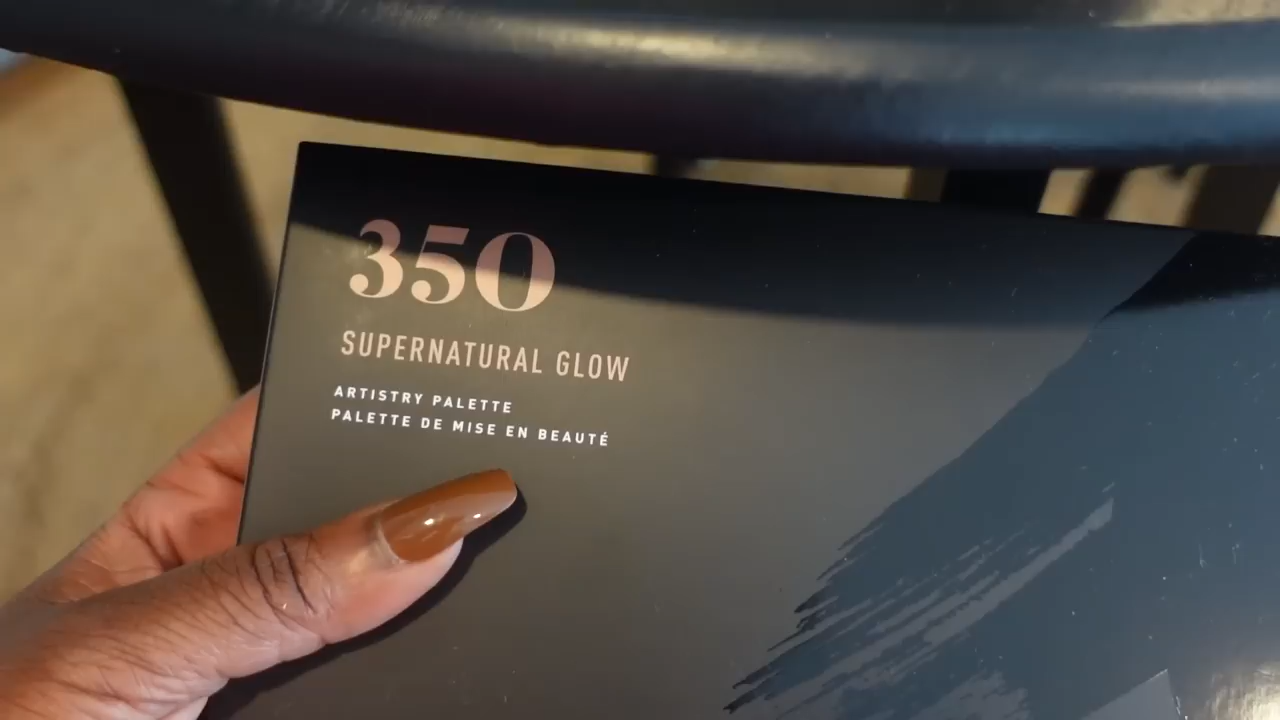 350
SUPERNATURAL GLOW
ARTISTRY PALETTE
PALETTE DE MISE EN BEAUTÉ